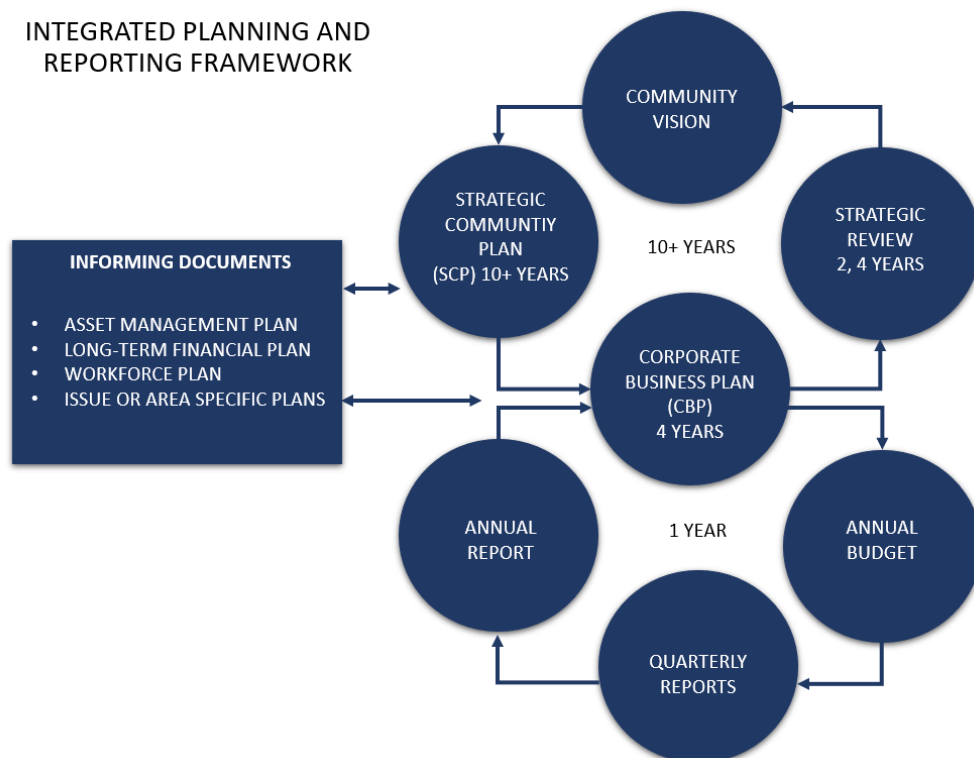 INTEGRATED PLANNING AND
REPORTING FRAMEWORK
COMMUNITY
VISION
STRATEGIC
COMMUNTIY
PLAN
(SCP) 10+ YEARS
10+ YEARS
STRATEGIC
REVIEW
2, 4 YEARS
INFORMING DOCUMENTS
• ASSET MANAGEMENT PLAN
• LONG-TERM FINANCIAL PLAN
• WORKFORCE PLAN
• ISSUE OR AREA SPECIFIC PLANS
CORPORATE
BUSINESS PLAN
(CBP)
4 YEARS
ANNUAL
REPORT
1 YEAR
ANNUAL
BUDGET
QUARTERLY
REPORTS